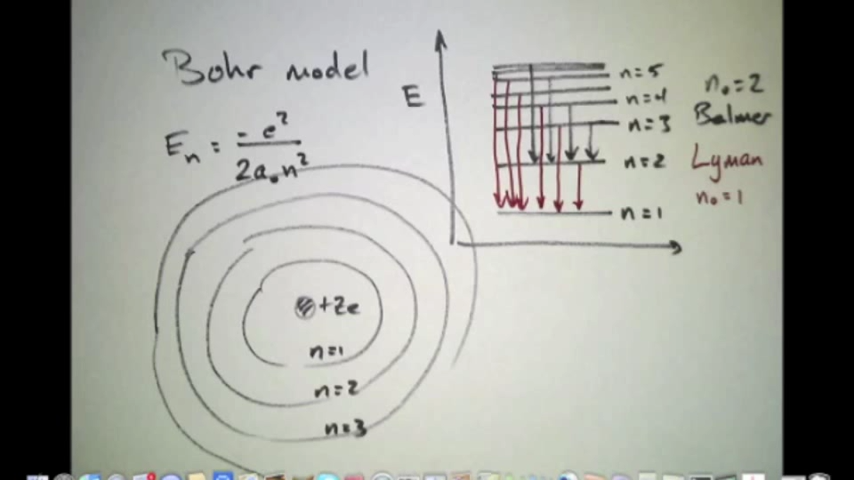 Bohr model
E
Eₙ = -e²/2a₀n²
n=5
n=4
n=3
n=2
n=1
n₀=2
Balmer
Lyman
n₀=1
+Ze
n=1
n=2
n=3